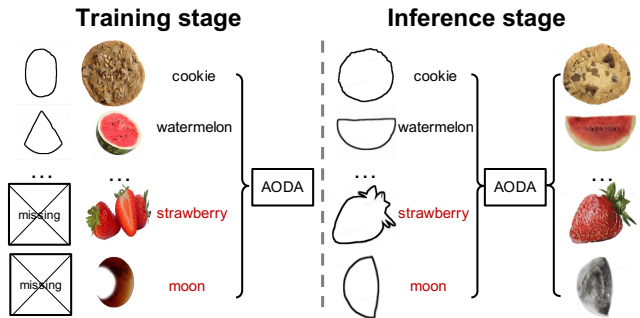 Training stage
Inference stage
cookie
cookie
watermelon
watermelon
...
...
...
...
AODA
AODA
missing
strawberry
strawberry
missing
moon
moon